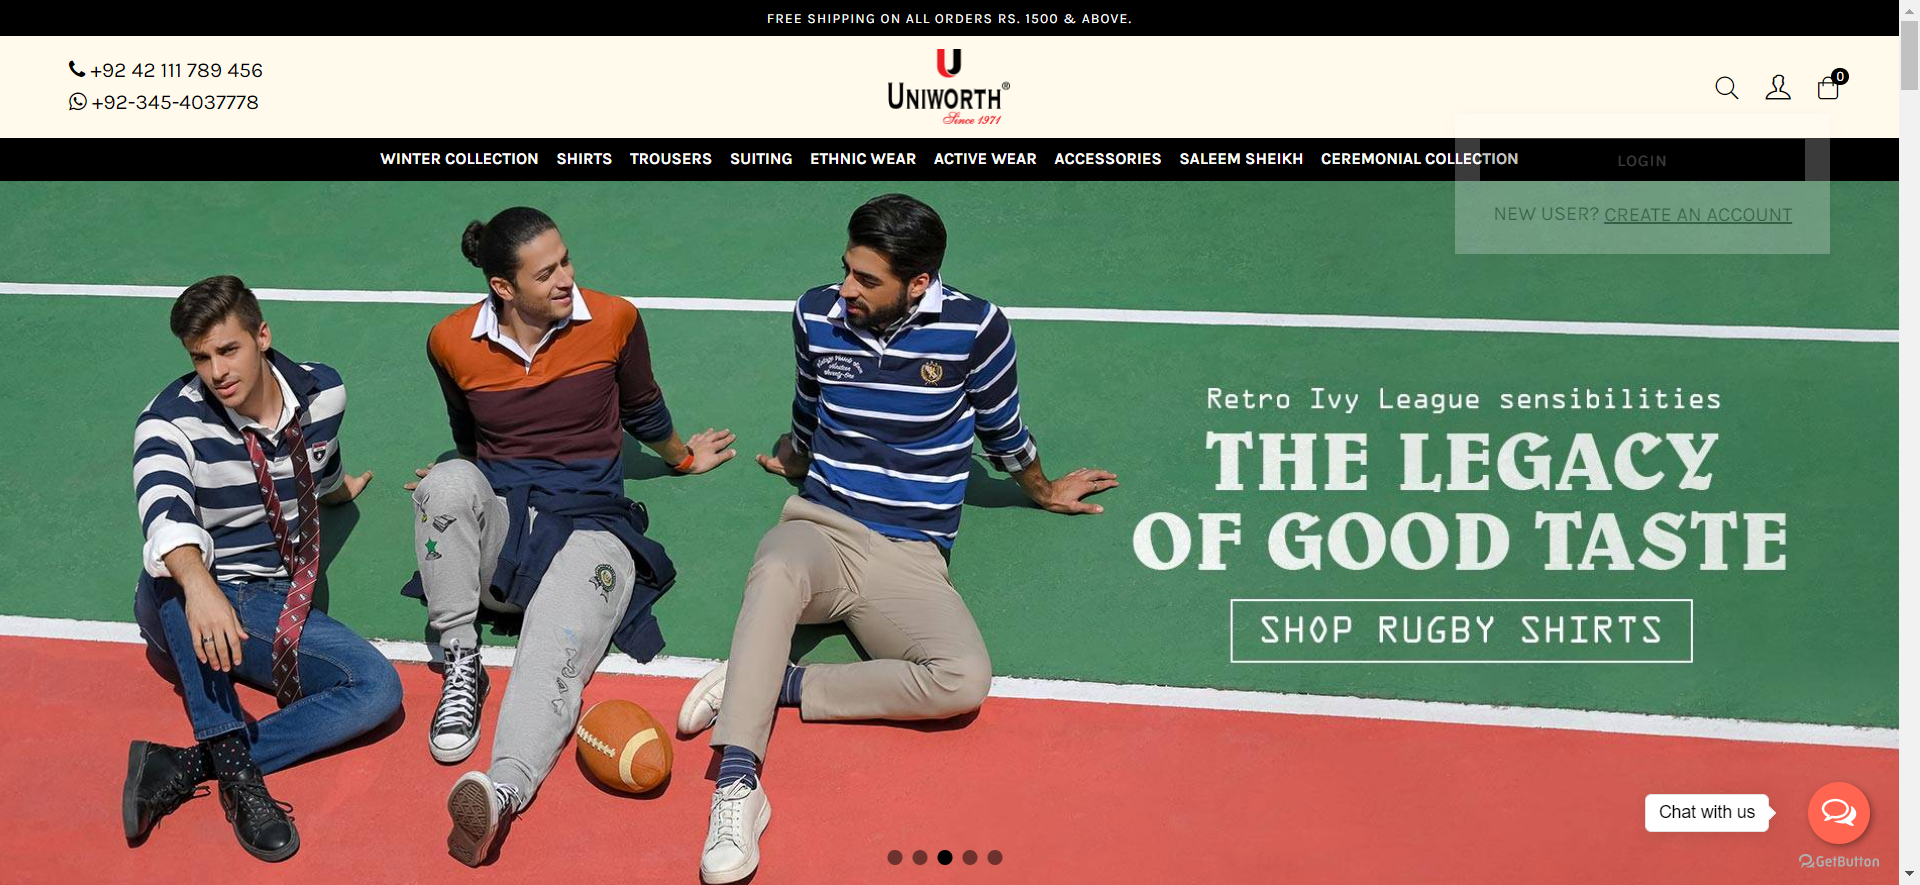 FREE SHIPPING ON ALL ORDERS RS. 1500 & ABOVE.
+92 42 111 789 456
+92-345-4037778
U
UNIWORTH®
Since 1971
0
WINTER COLLECTION SHIRTS TROUSERS SUITING ETHNIC WEAR ACTIVE WEAR ACCESSORIES SALEEM SHEIKH CEREMONIAL COLLECTION
LOGIN
NEW USER? CREATE AN ACCOUNT
Retro Ivy League sensibilities
THE LEGACY
OF GOOD TASTE
SHOP RUGBY SHIRTS
Chat with us
GetButton